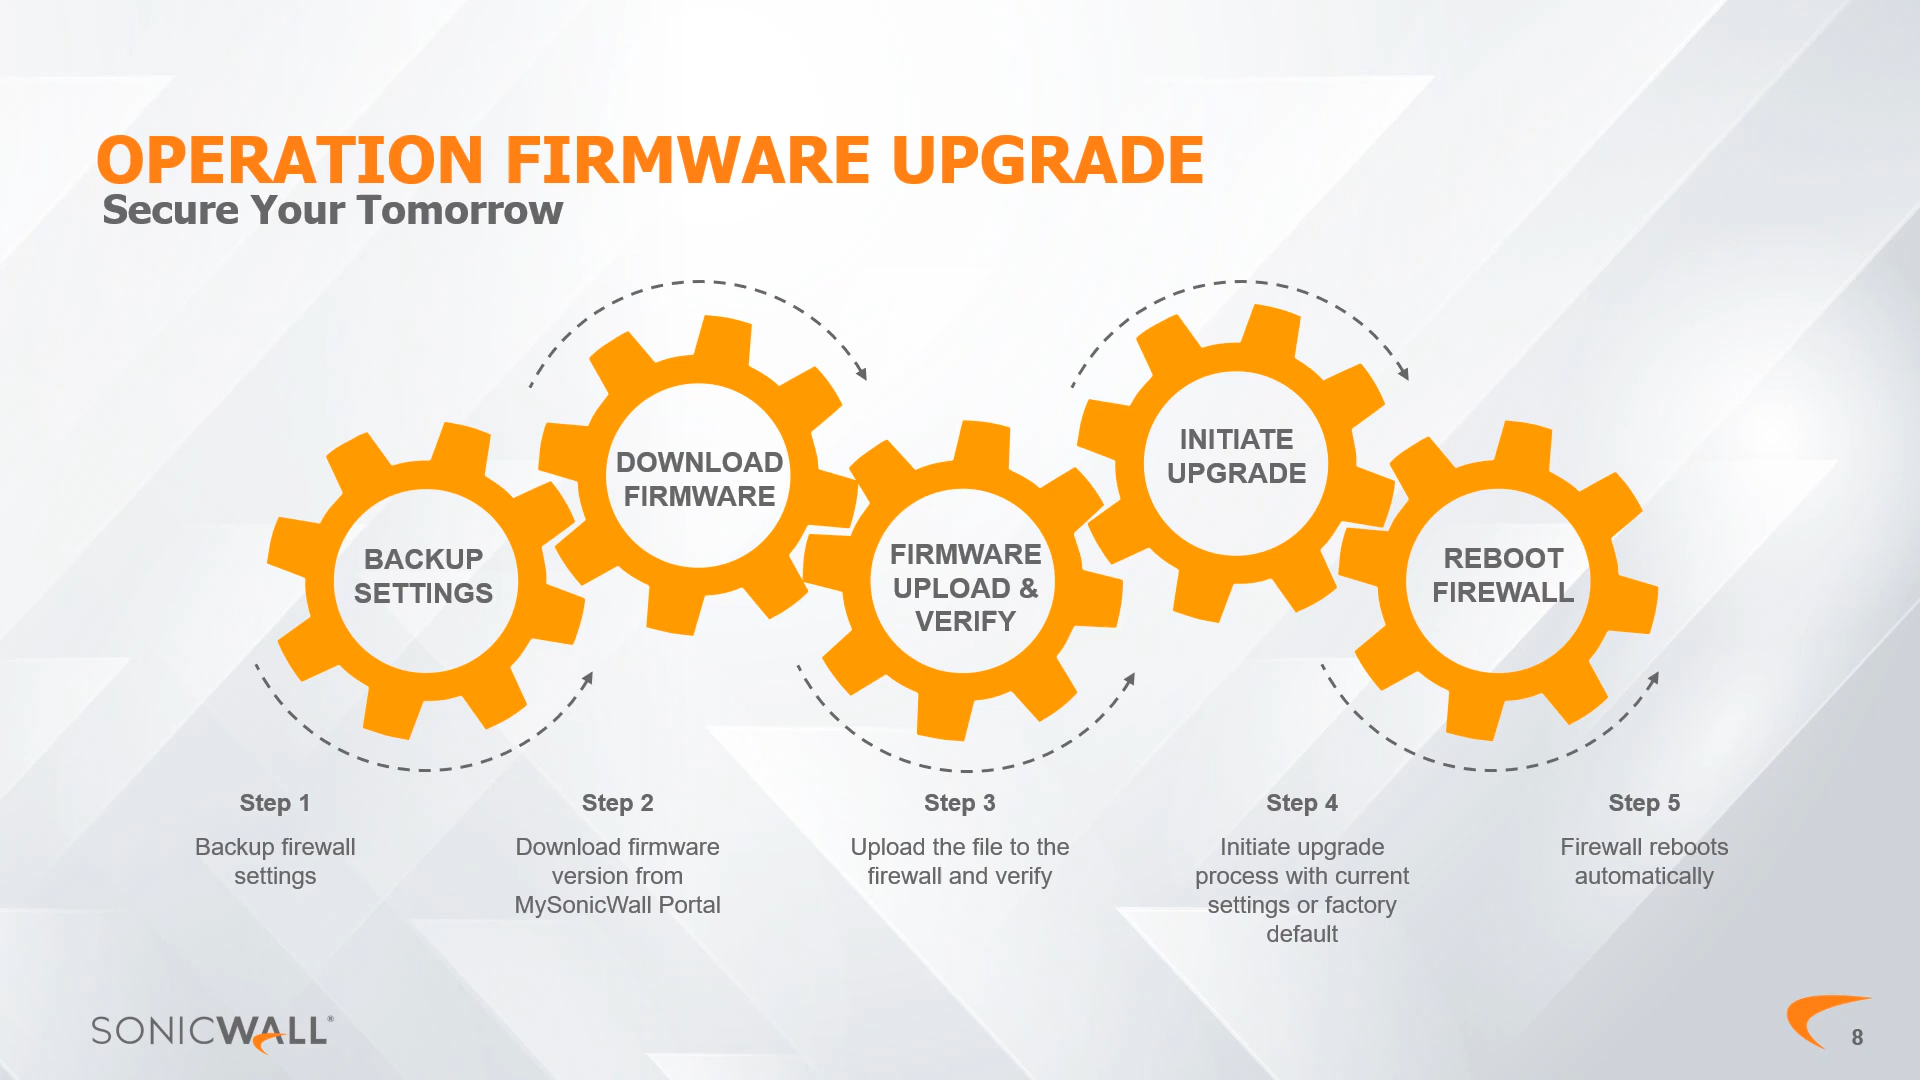 OPERATION FIRMWARE UPGRADE
Secure Your Tomorrow
BACKUP
SETTINGS
DOWNLOAD
FIRMWARE
FIRMWARE
UPLOAD &
VERIFY
INITIATE
UPGRADE
REBOOT
FIREWALL
Step 1
Backup firewall
settings
Step 2
Download firmware
version from
MySonicWall Portal
Step 3
Upload the file to the
firewall and verify
Step 4
Initiate upgrade
process with current
settings or factory
default
Step 5
Firewall reboots
automatically
SONICWALL®
8